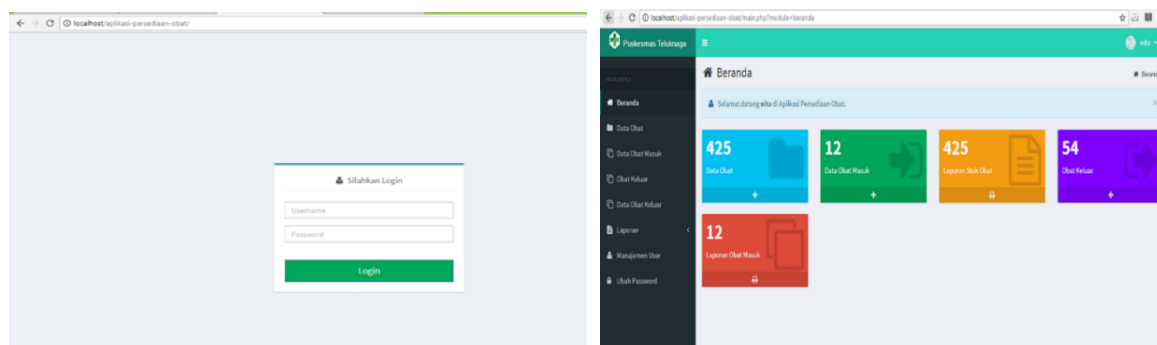 localhost/aplikasi-persediaan-obat/
Silahkan Login
Username
Password
Login
localhost/aplikasi-persediaan-obat/main.php?module=beranda
Puskesmas Teluknaga
nita
MAIN MENU
Beranda
Data Obat
Data Obat Masuk
Obat Keluar
Data Obat Keluar
Laporan
Manajemen User
Ubah Password
Beranda
Selamat datang nita di Aplikasi Persediaan Obat.
425
Data Obat
12
Data Obat Masuk
425
Laporan Stok Obat
54
Obat Keluar
12
Laporan Obat Masuk